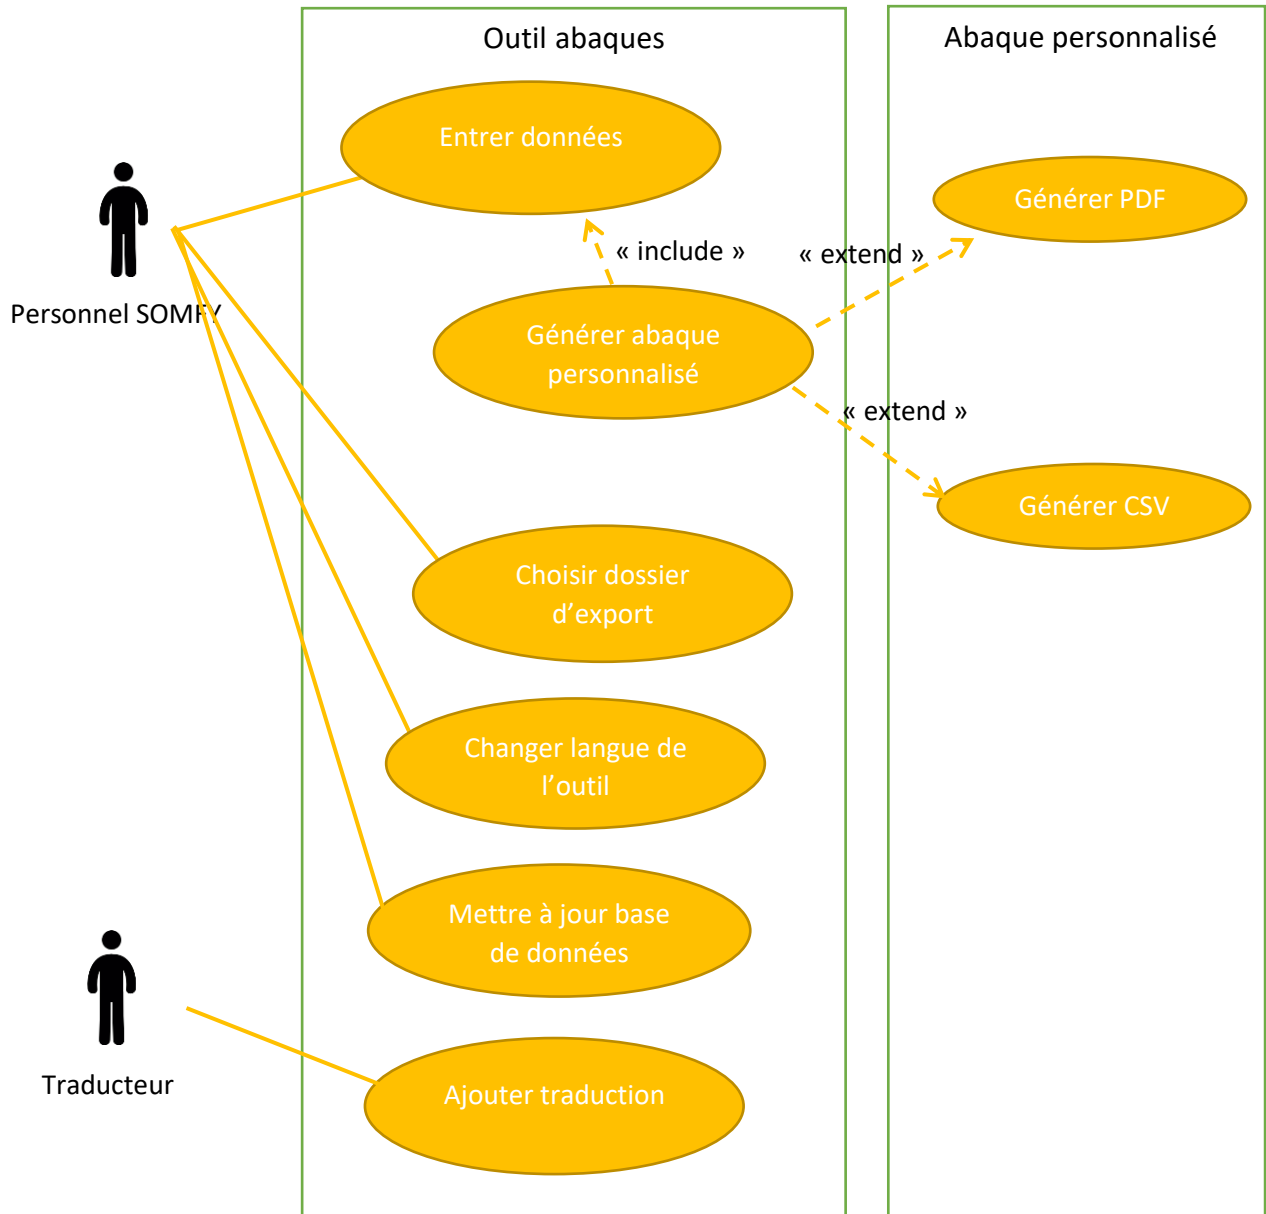 Outil abaques
Abaque personnalisé
Entrer données
Générer PDF
« include »
« extend »
Personnel SOMFY
Générer abaque
personnalisé
« extend »
Générer CSV
Choisir dossier
d’export
Changer langue de
l’outil
Mettre à jour base
de données
Traducteur
Ajouter traduction